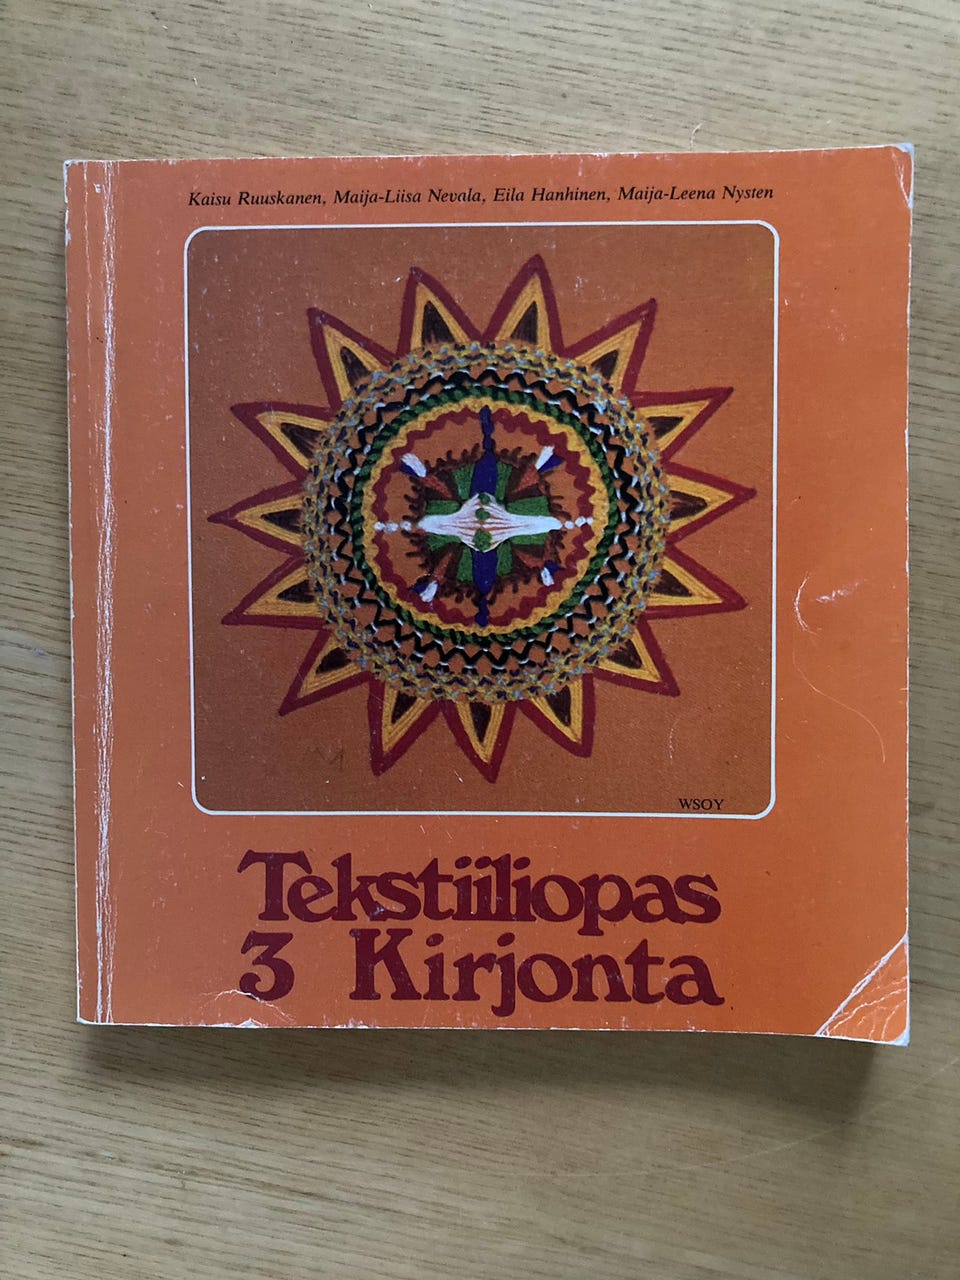 Kaisu Ruuskanen, Maija-Liisa Nevala, Eila Hanhinen, Maija-Leena Nysten
WSOY
Tekstiiliopas
3 Kirjonta